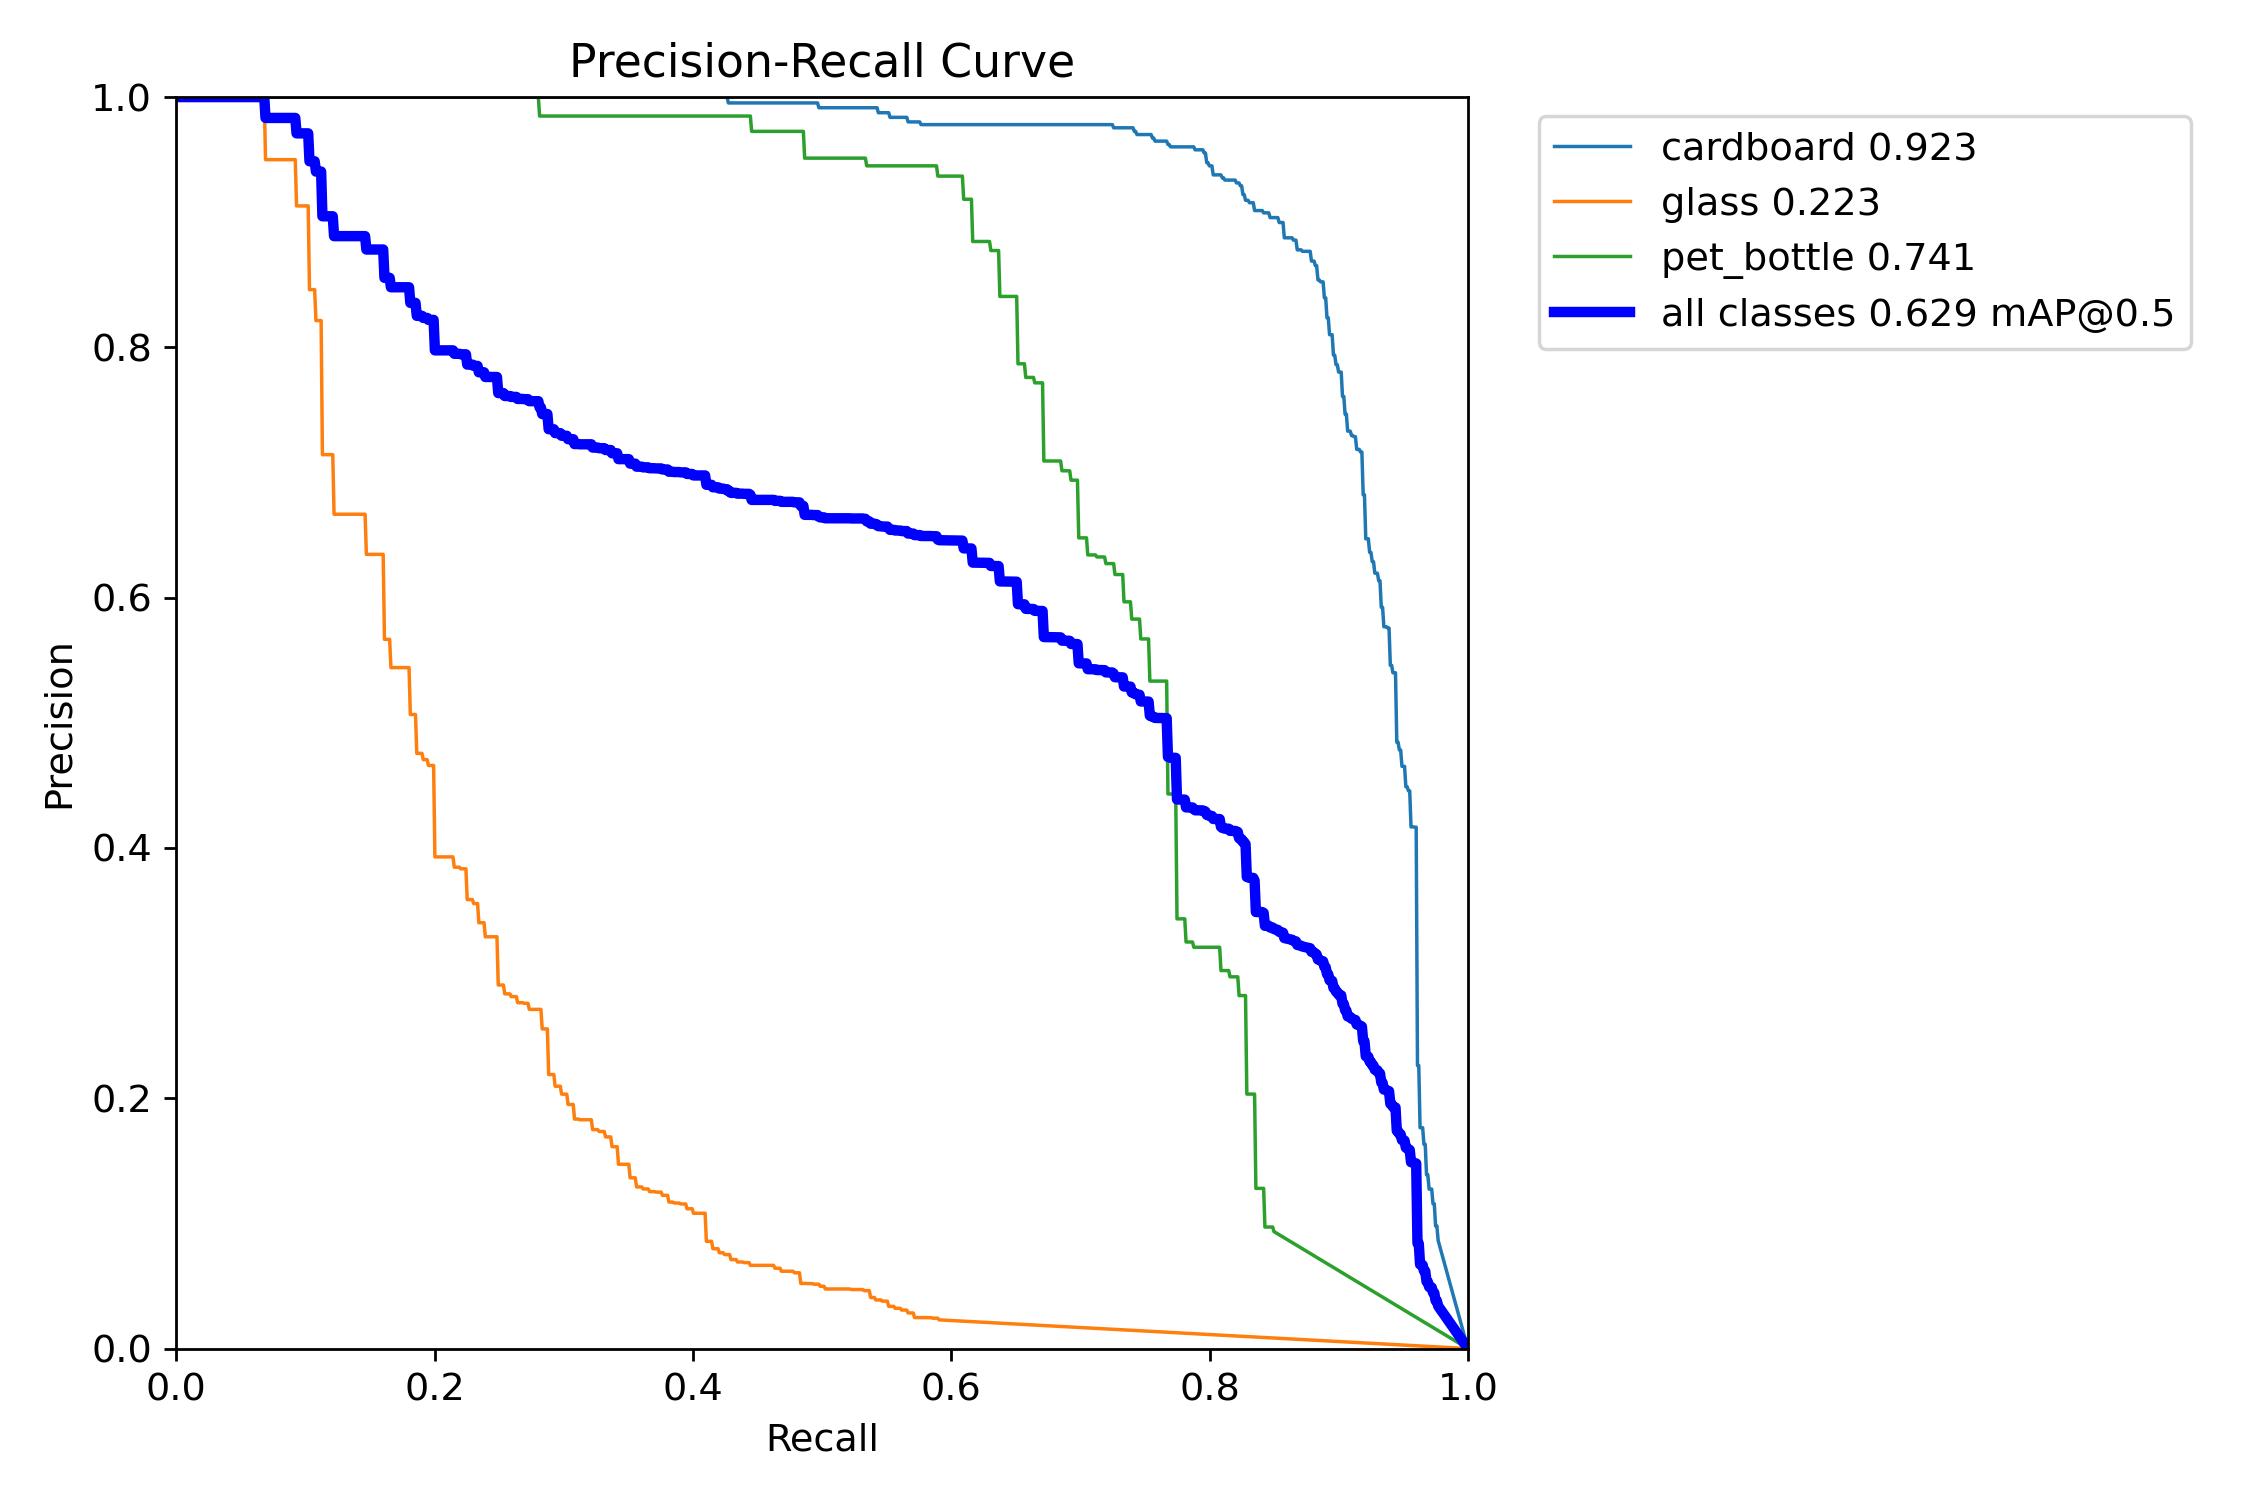 Precision-Recall Curve
1.0
0.8
0.6
0.4
0.2
0.0
Precision
0.0 0.2 0.4 0.6 0.8 1.0
Recall
cardboard 0.923
glass 0.223
pet_bottle 0.741
all classes 0.629 mAP@0.5